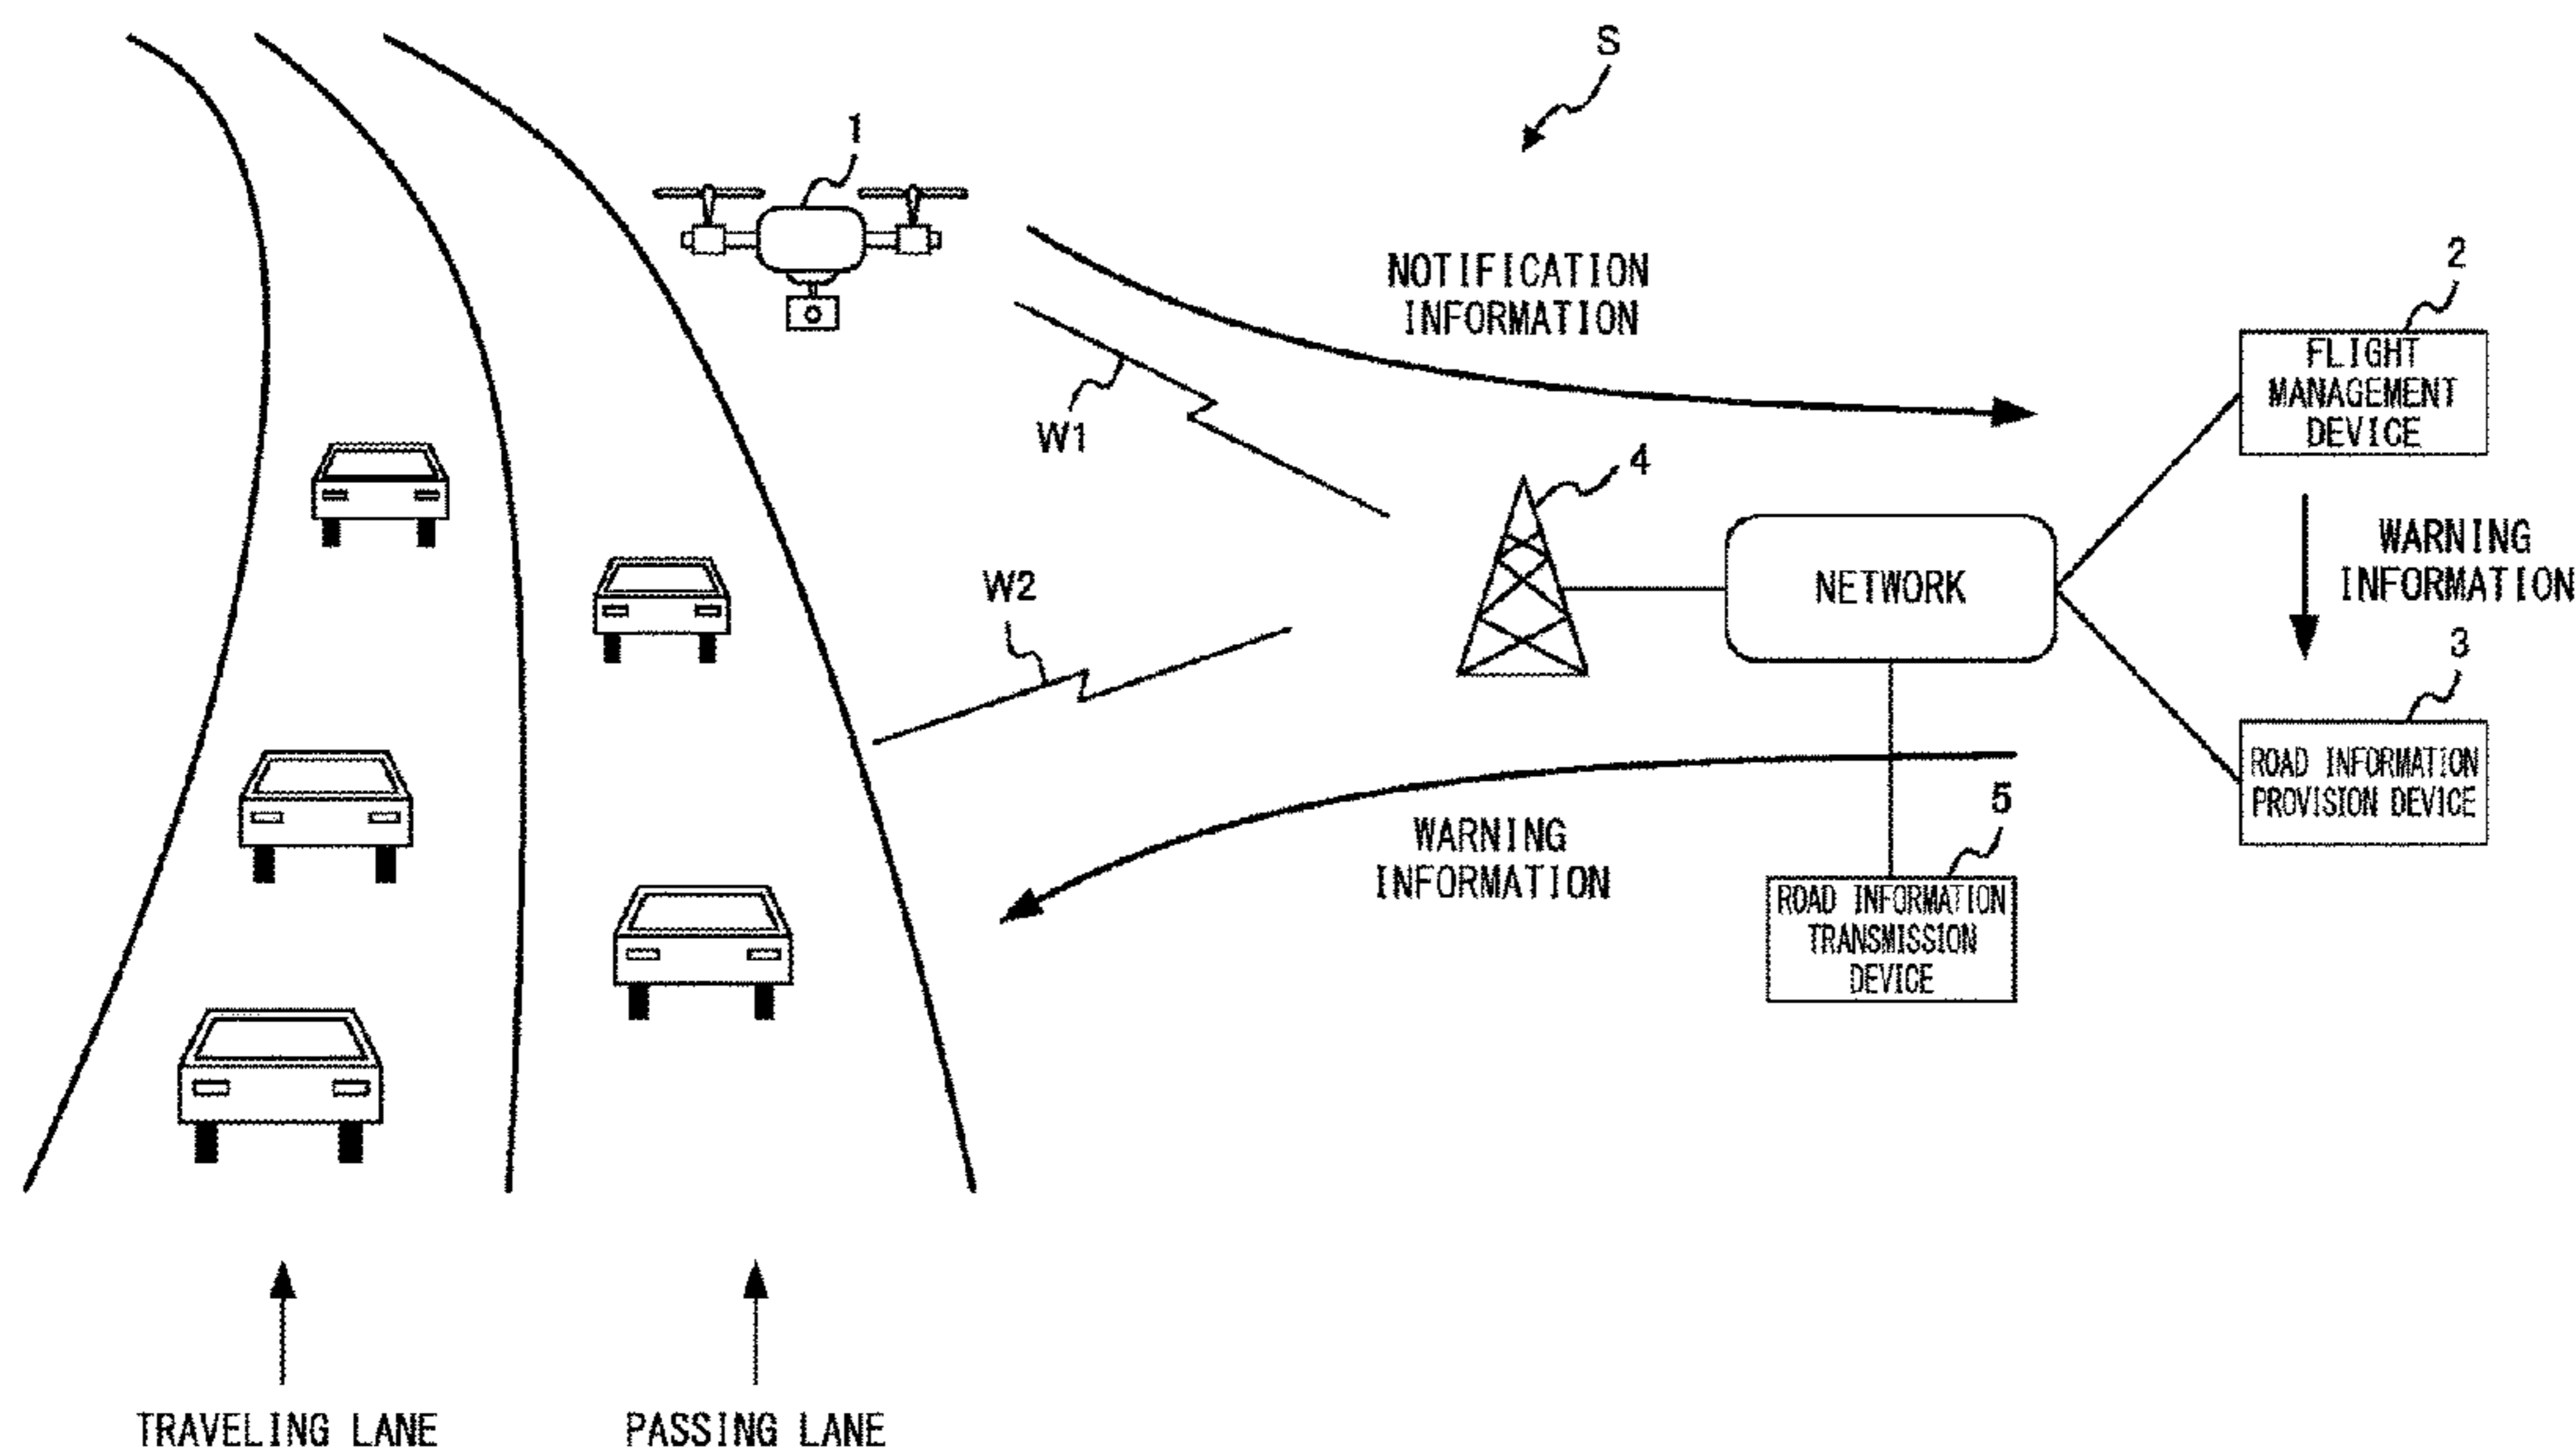 S
1
NOTIFICATION
INFORMATION
2
FLIGHT
MANAGEMENT
DEVICE
W1
4
WARNING
INFORMATION
NETWORK
W2
3
ROAD INFORMATION
PROVISION DEVICE
5
WARNING
INFORMATION
ROAD INFORMATION
TRANSMISSION
DEVICE
TRAVELING LANE
PASSING LANE